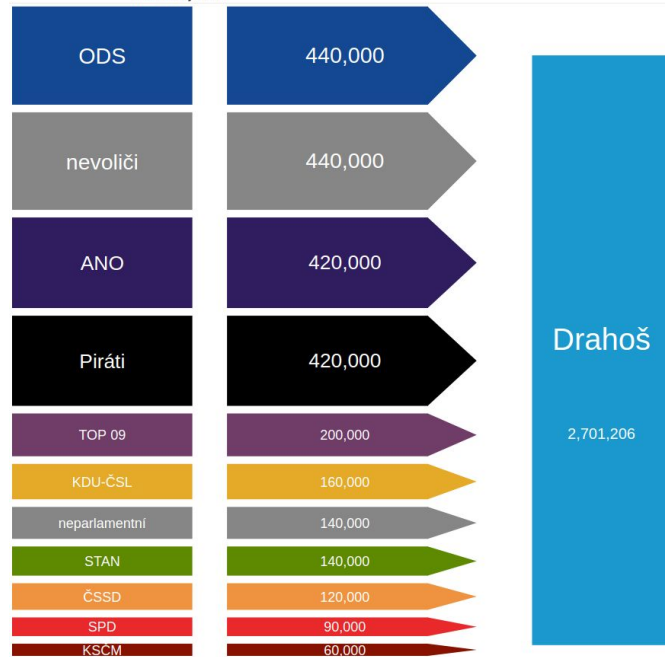 ODS 440,000
nevoliči 440,000
ANO 420,000
Piráti 420,000
TOP 09 200,000
KDU-ČSL 160,000
neparlamentní 140,000
STAN 140,000
ČSSD 120,000
SPD 90,000
KSČM 60,000
Drahoš
2,701,206